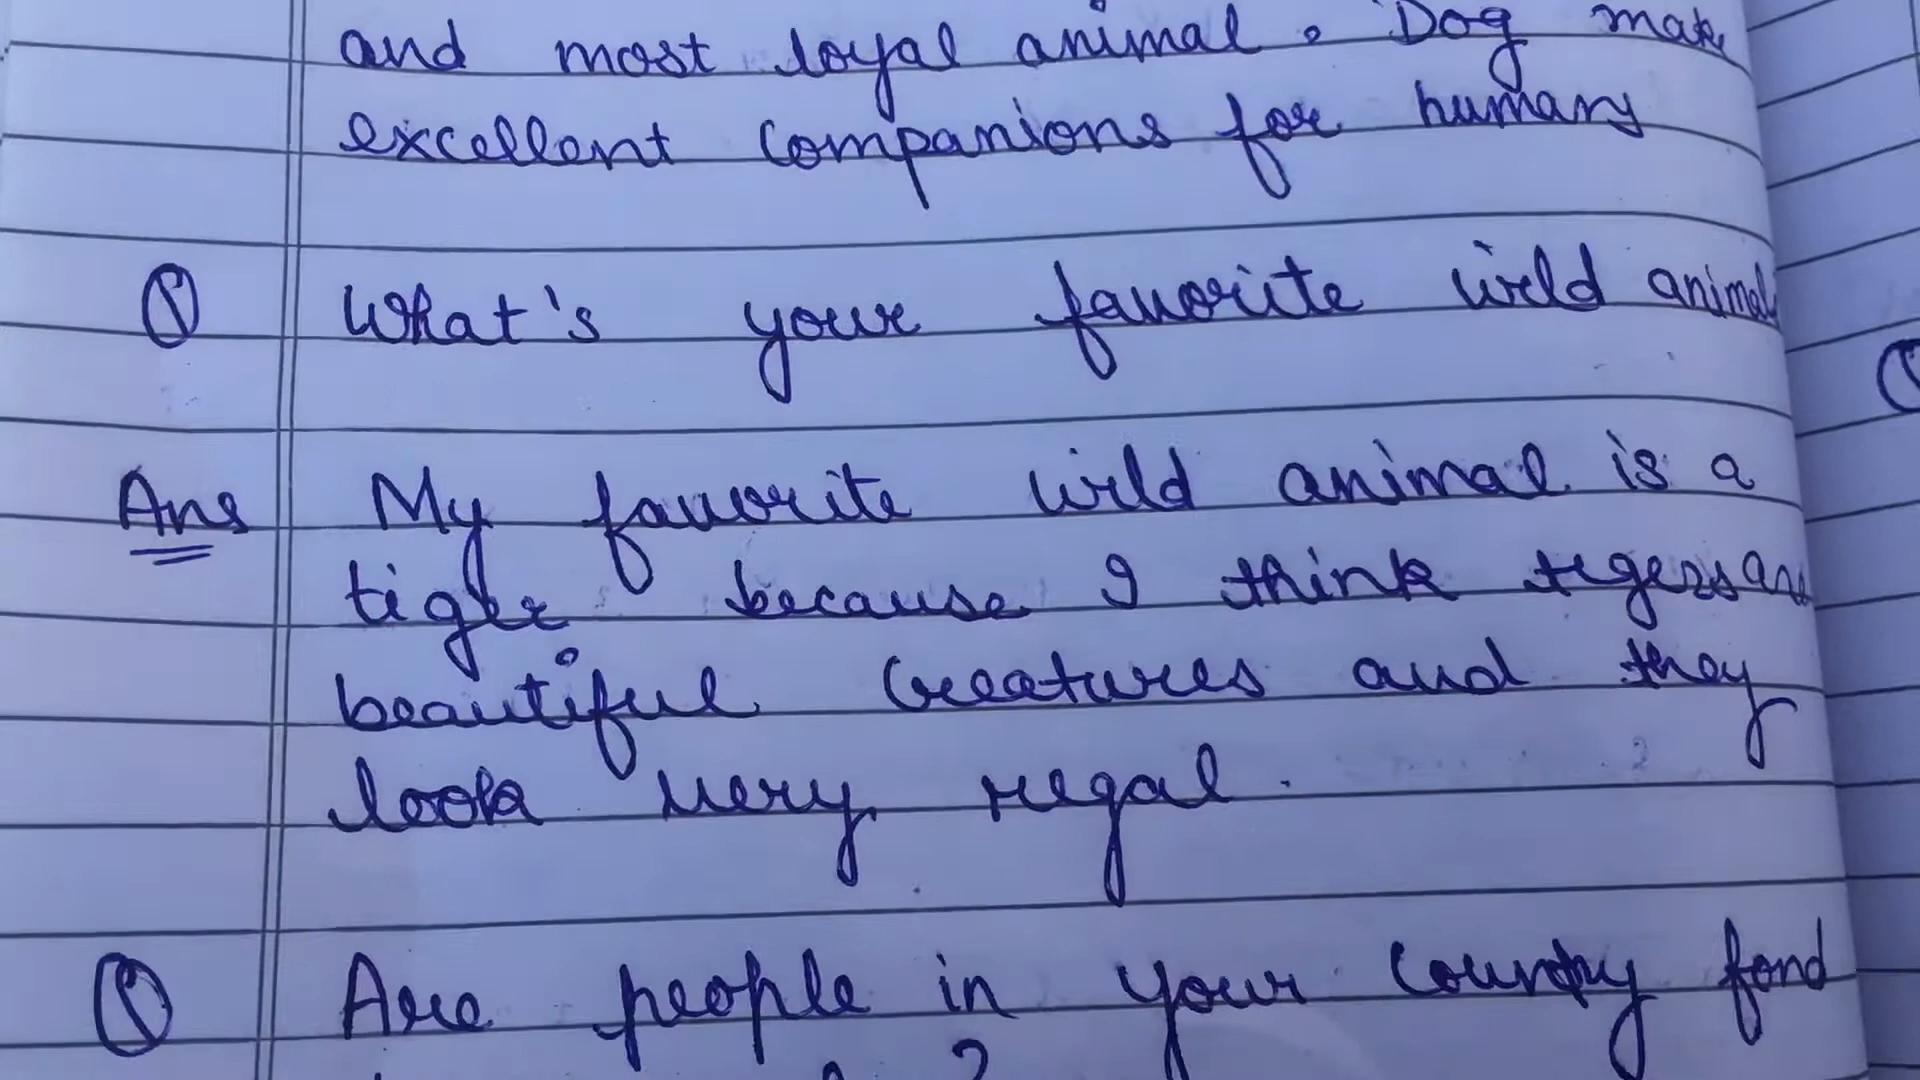 and most loyal animal. Dog make
excellent companions for humans
Q What's your favorite wild animal
Ans My favorite wild animal is a
tiger because I think tigers are
beautiful creatures and they
look very regal.
Q Are people in your country fond
?